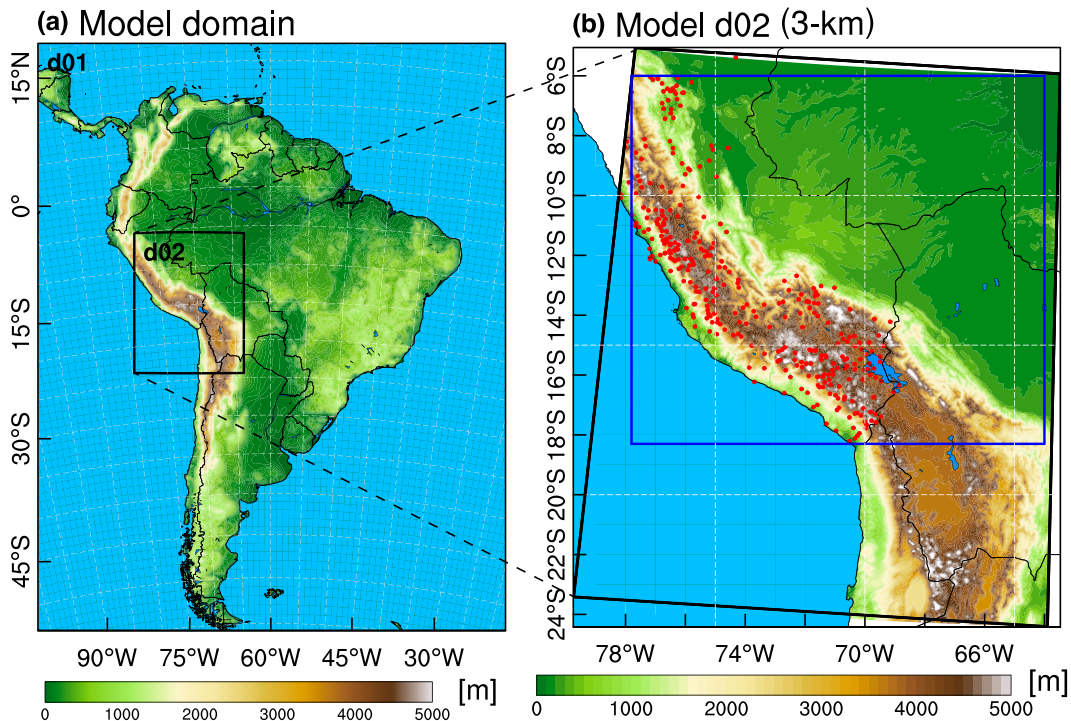 (a) Model domain
d01
d02
15°N
0°
15°S
30°S
45°S
90°W 75°W 60°W 45°W 30°W
0 1000 2000 3000 4000 5000 [m]
(b) Model d02 (3-km)
6°S
8°S
10°S
12°S
14°S
16°S
18°S
20°S
22°S
24°S
78°W 74°W 70°W 66°W
0 1000 2000 3000 4000 5000 [m]